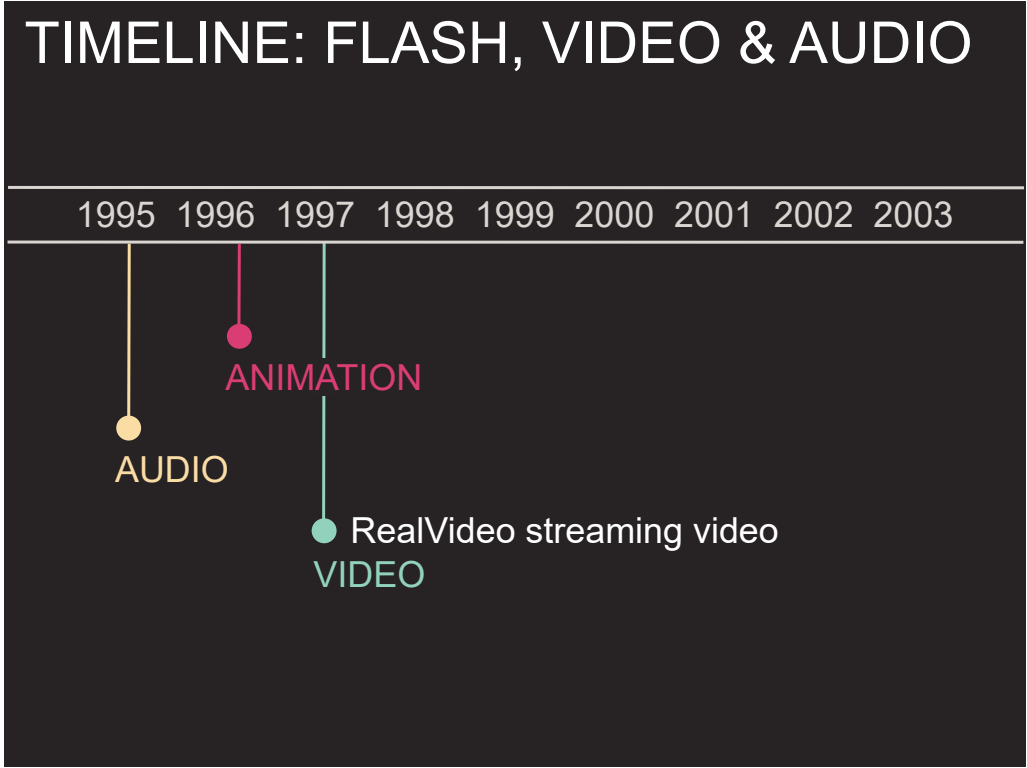 TIMELINE: FLASH, VIDEO & AUDIO
1995 1996 1997 1998 1999 2000 2001 2002 2003
ANIMATION
AUDIO
RealVideo streaming video
VIDEO